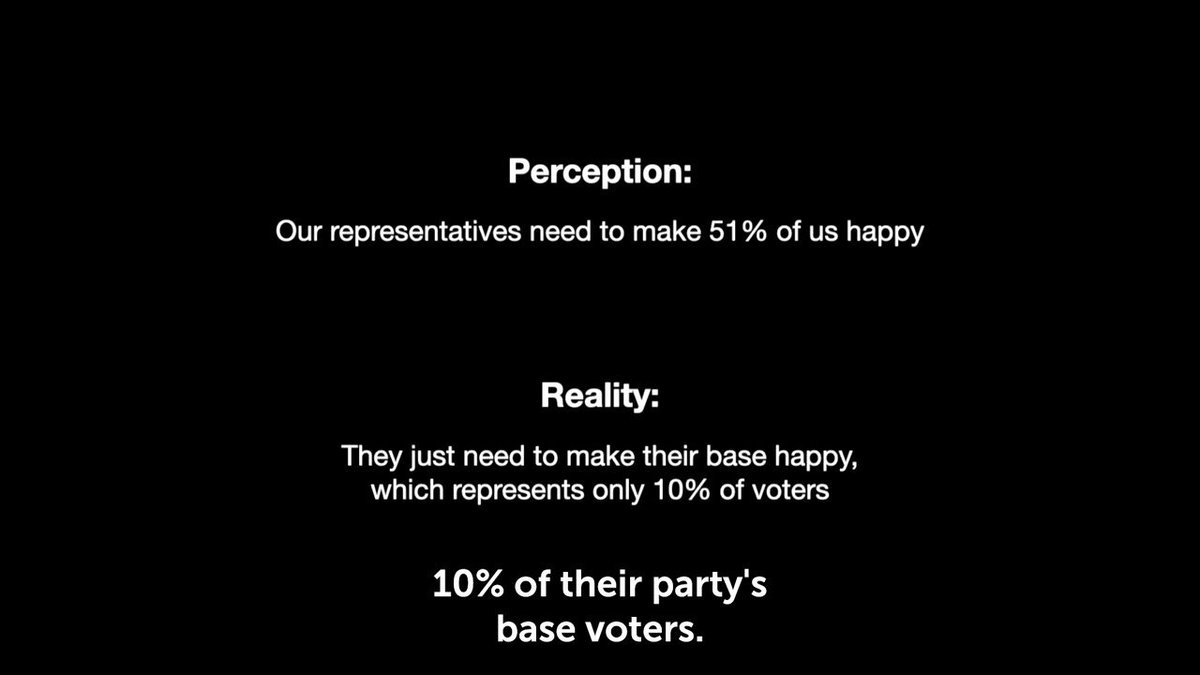 Perception:
Our representatives need to make 51% of us happy
Reality:
They just need to make their base happy,
which represents only 10% of voters
10% of their party's
base voters.